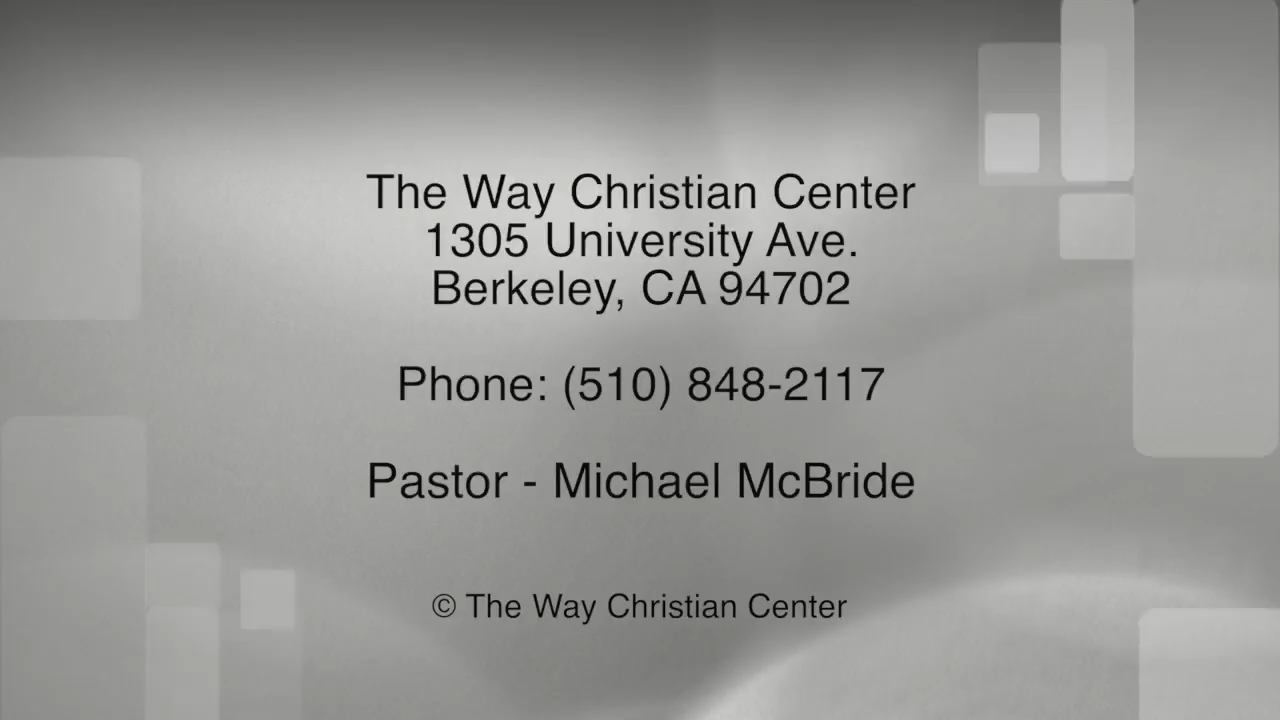 The Way Christian Center
1305 University Ave.
Berkeley, CA 94702
Phone: (510) 848-2117
Pastor - Michael McBride
© The Way Christian Center